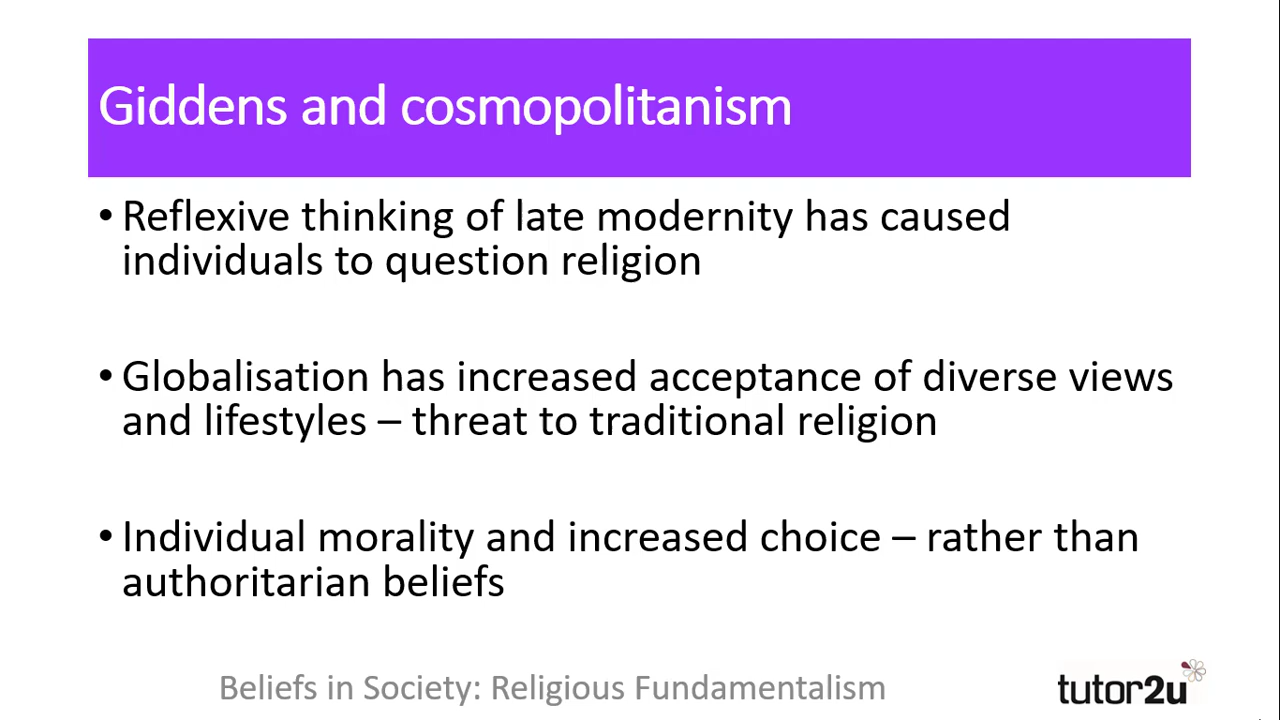 Giddens and cosmopolitanism
• Reflexive thinking of late modernity has caused
individuals to question religion
• Globalisation has increased acceptance of diverse views
and lifestyles – threat to traditional religion
• Individual morality and increased choice – rather than
authoritarian beliefs
Beliefs in Society: Religious Fundamentalism
tutor2u